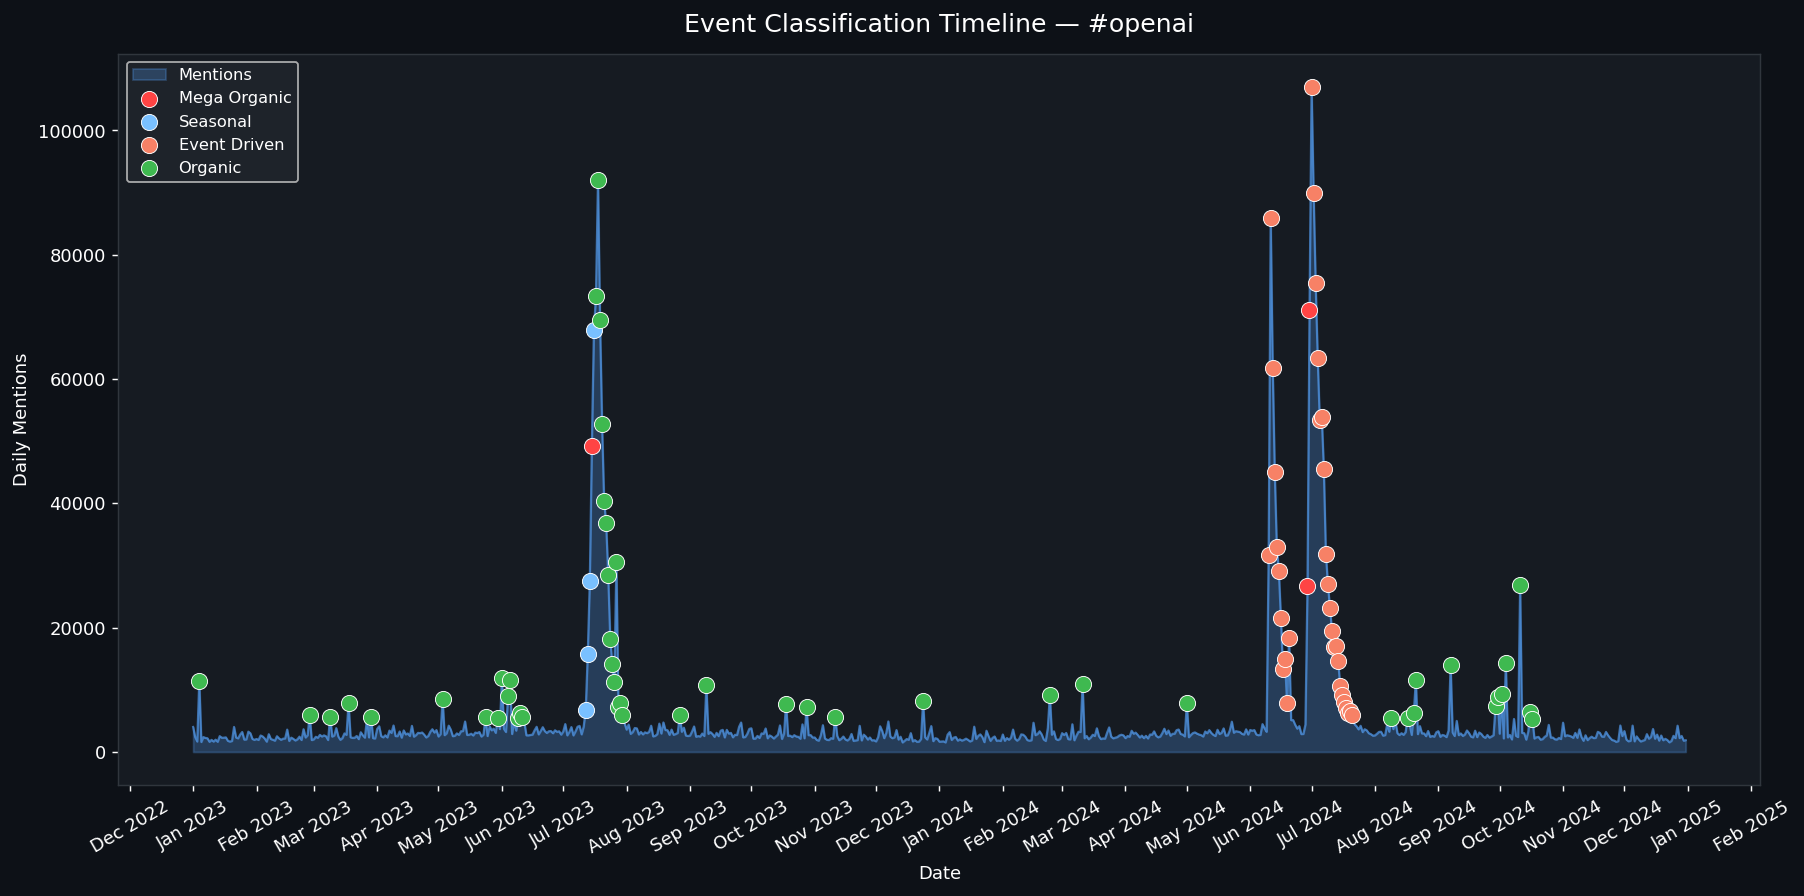 Event Classification Timeline — #openai
Mentions
Mega Organic
Seasonal
Event Driven
Organic
Daily Mentions
100000
80000
60000
40000
20000
0
Dec 2022
Jan 2023
Feb 2023
Mar 2023
Apr 2023
May 2023
Jun 2023
Jul 2023
Aug 2023
Sep 2023
Oct 2023
Nov 2023
Dec 2023
Jan 2024
Feb 2024
Mar 2024
Apr 2024
May 2024
Jun 2024
Jul 2024
Aug 2024
Sep 2024
Oct 2024
Nov 2024
Dec 2024
Jan 2025
Feb 2025
Date